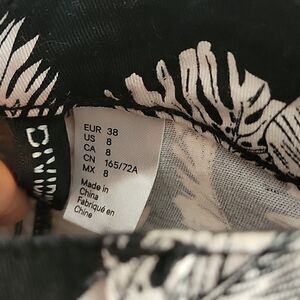 EUR 38
US 8
CA 8
CN 165/72A
MX 8
Made in
China
Fabriqué en
Chine